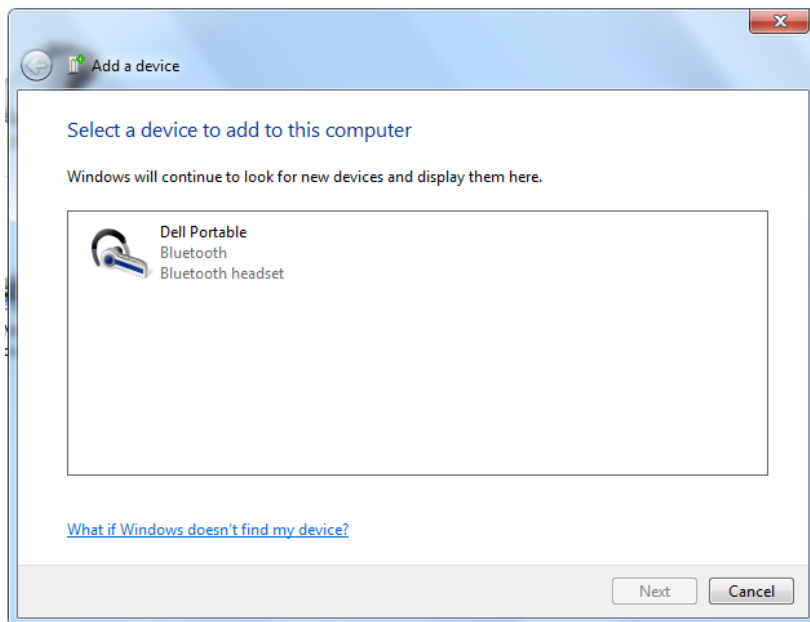 Add a device
Select a device to add to this computer
Windows will continue to look for new devices and display them here.
Dell Portable
Bluetooth
Bluetooth headset
What if Windows doesn't find my device?
Next
Cancel